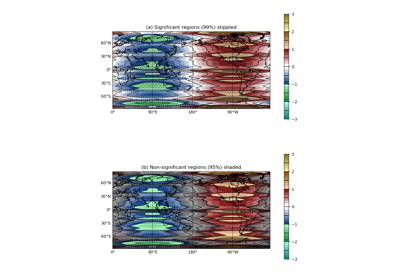 (a) Significant regions (99%) stippled
3
2
1
0
−1
−2
−3
60°N
30°N
0°
30°S
60°S
0° 90°E 180° 90°W
(b) Non-significant regions (95%) shaded
3
2
1
0
−1
−2
−3
60°N
30°N
0°
30°S
60°S
0° 90°E 180° 90°W